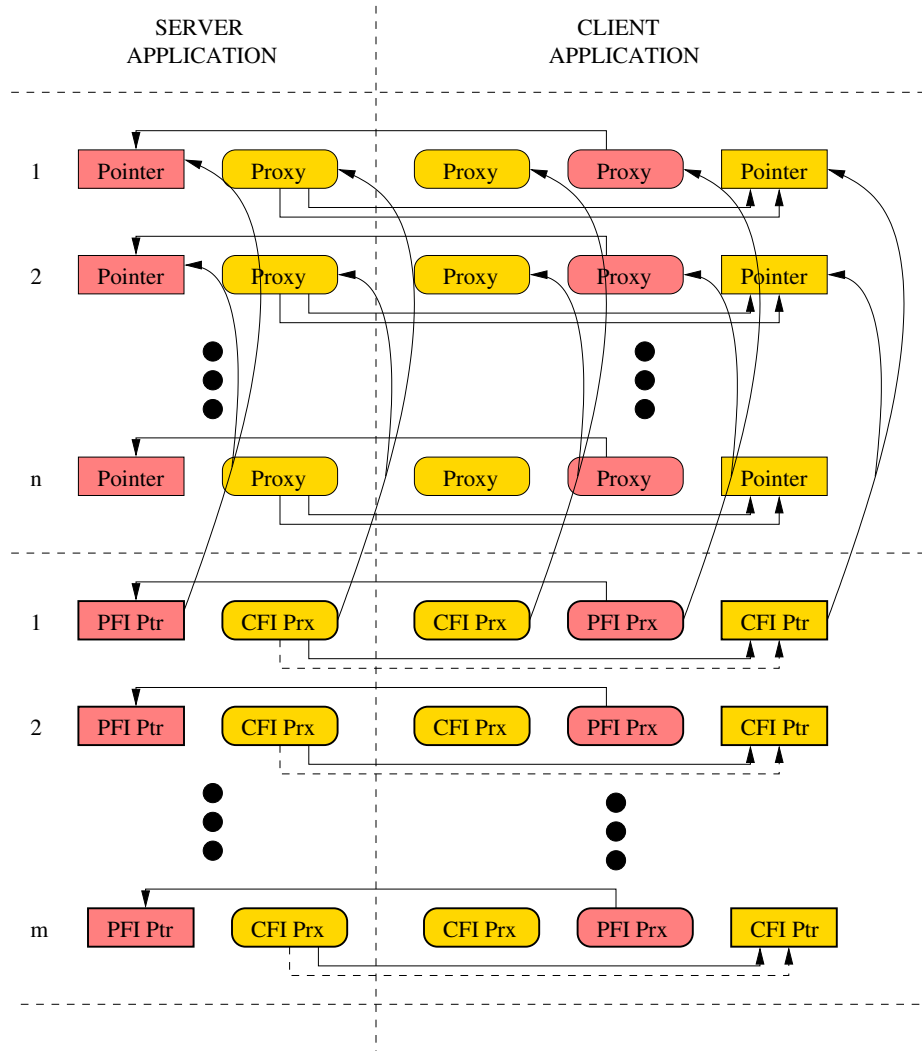 SERVER
APPLICATION
CLIENT
APPLICATION
1 Pointer Proxy Proxy Proxy Pointer
2 Pointer Proxy Proxy Proxy Pointer
n Pointer Proxy Proxy Proxy Pointer
1 PFI Ptr CFI Prx CFI Prx PFI Prx CFI Ptr
2 PFI Ptr CFI Prx CFI Prx PFI Prx CFI Ptr
m PFI Ptr CFI Prx CFI Prx PFI Prx CFI Ptr